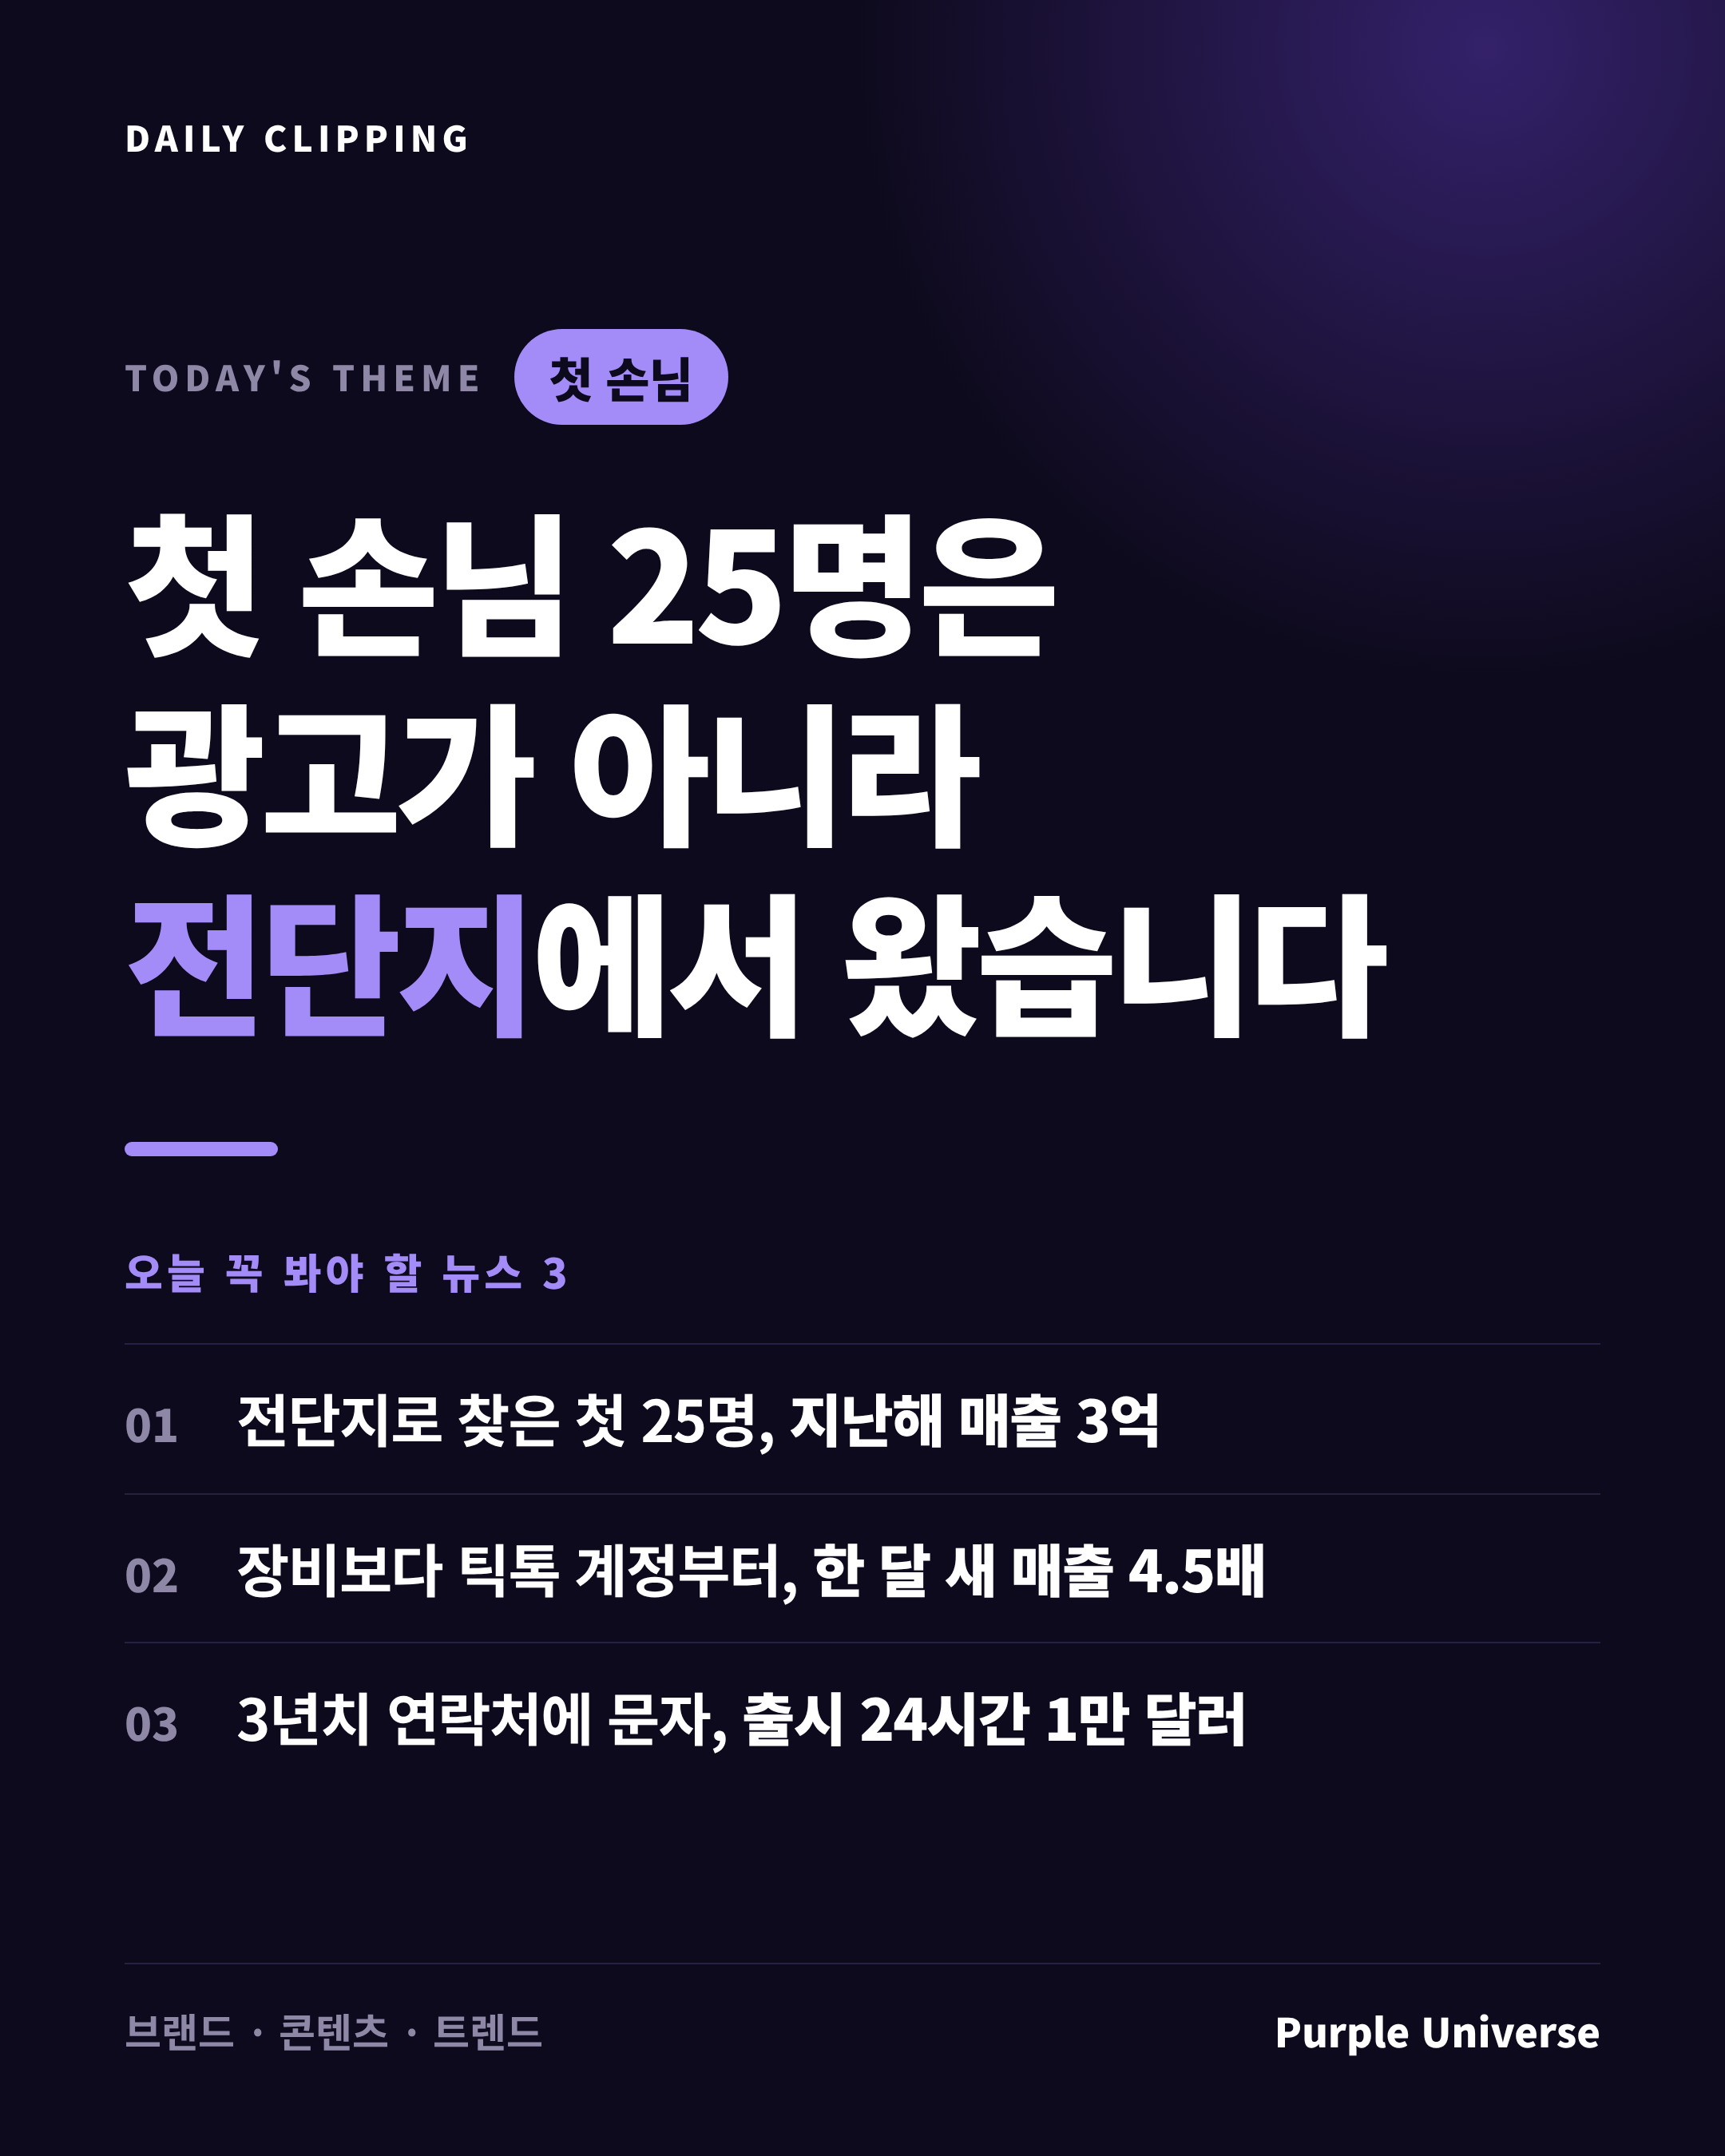 DAILY CLIPPING
TODAY'S THEME 첫 손님
첫 손님 25명은
광고가 아니라
전단지에서 왔습니다
오늘 꼭 봐야 할 뉴스 3
01 전단지로 찾은 첫 25명, 지난해 매출 3억
02 장비보다 틱톡 계정부터, 한 달 새 매출 4.5배
03 3년치 연락처에 문자, 출시 24시간 1만 달러
브랜드 · 콘텐츠 · 트렌드
Purple Universe